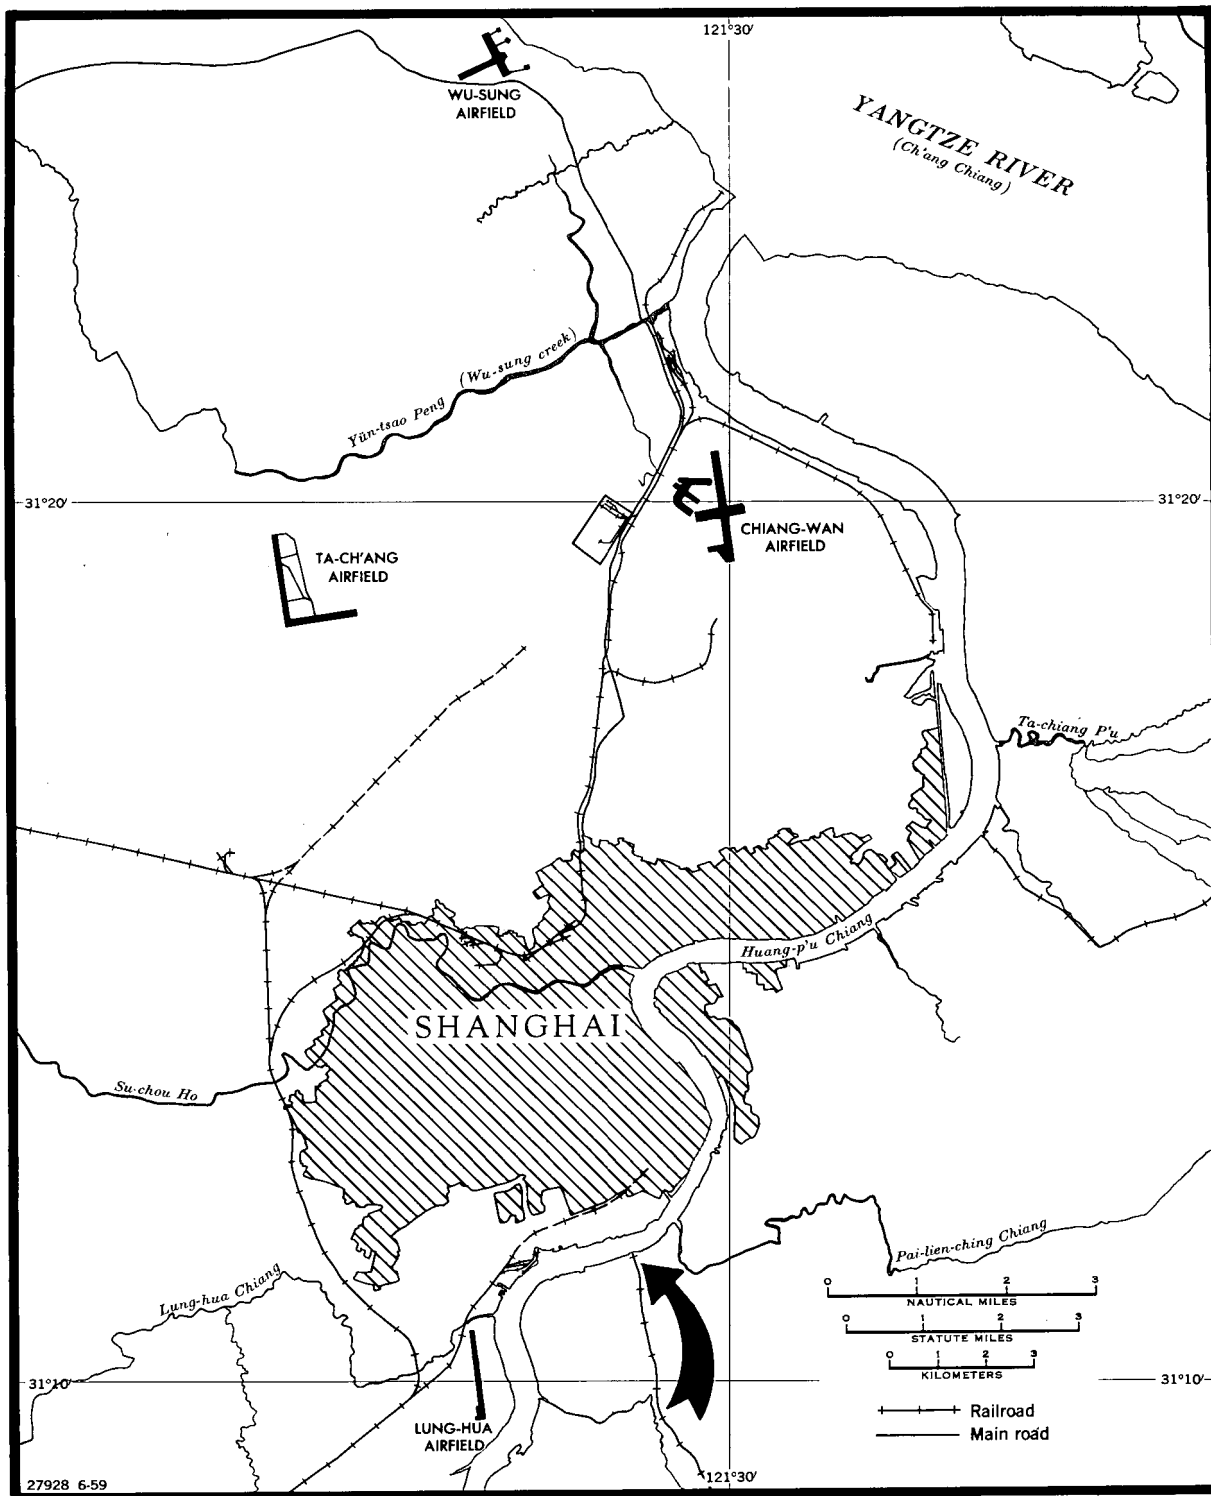 121°30′
WU-SUNG
AIRFIELD
YANGTZE RIVER
(Ch'ang Chiang)
(Wu-sung creek)
Yün-tsao Peng
31°20′
31°20′
CHIANG-WAN
AIRFIELD
TA-CH'ANG
AIRFIELD
Ta-chiang P'u
Huang-p'u Chiang
SHANGHAI
Su-chou Ho
Pai-lien-ching Chiang
Lung-hua Chiang
0 1 2 3
NAUTICAL MILES
0 1 2 3
STATUTE MILES
0 1 2 3
KILOMETERS
31°10′
31°10′
Railroad
Main road
LUNG-HUA
AIRFIELD
121°30′
27928 6-59